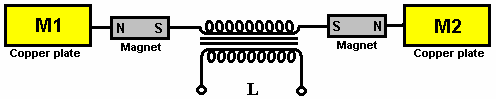 M1
Copper plate
N S
Magnet
L
S N
Magnet
M2
Copper plate